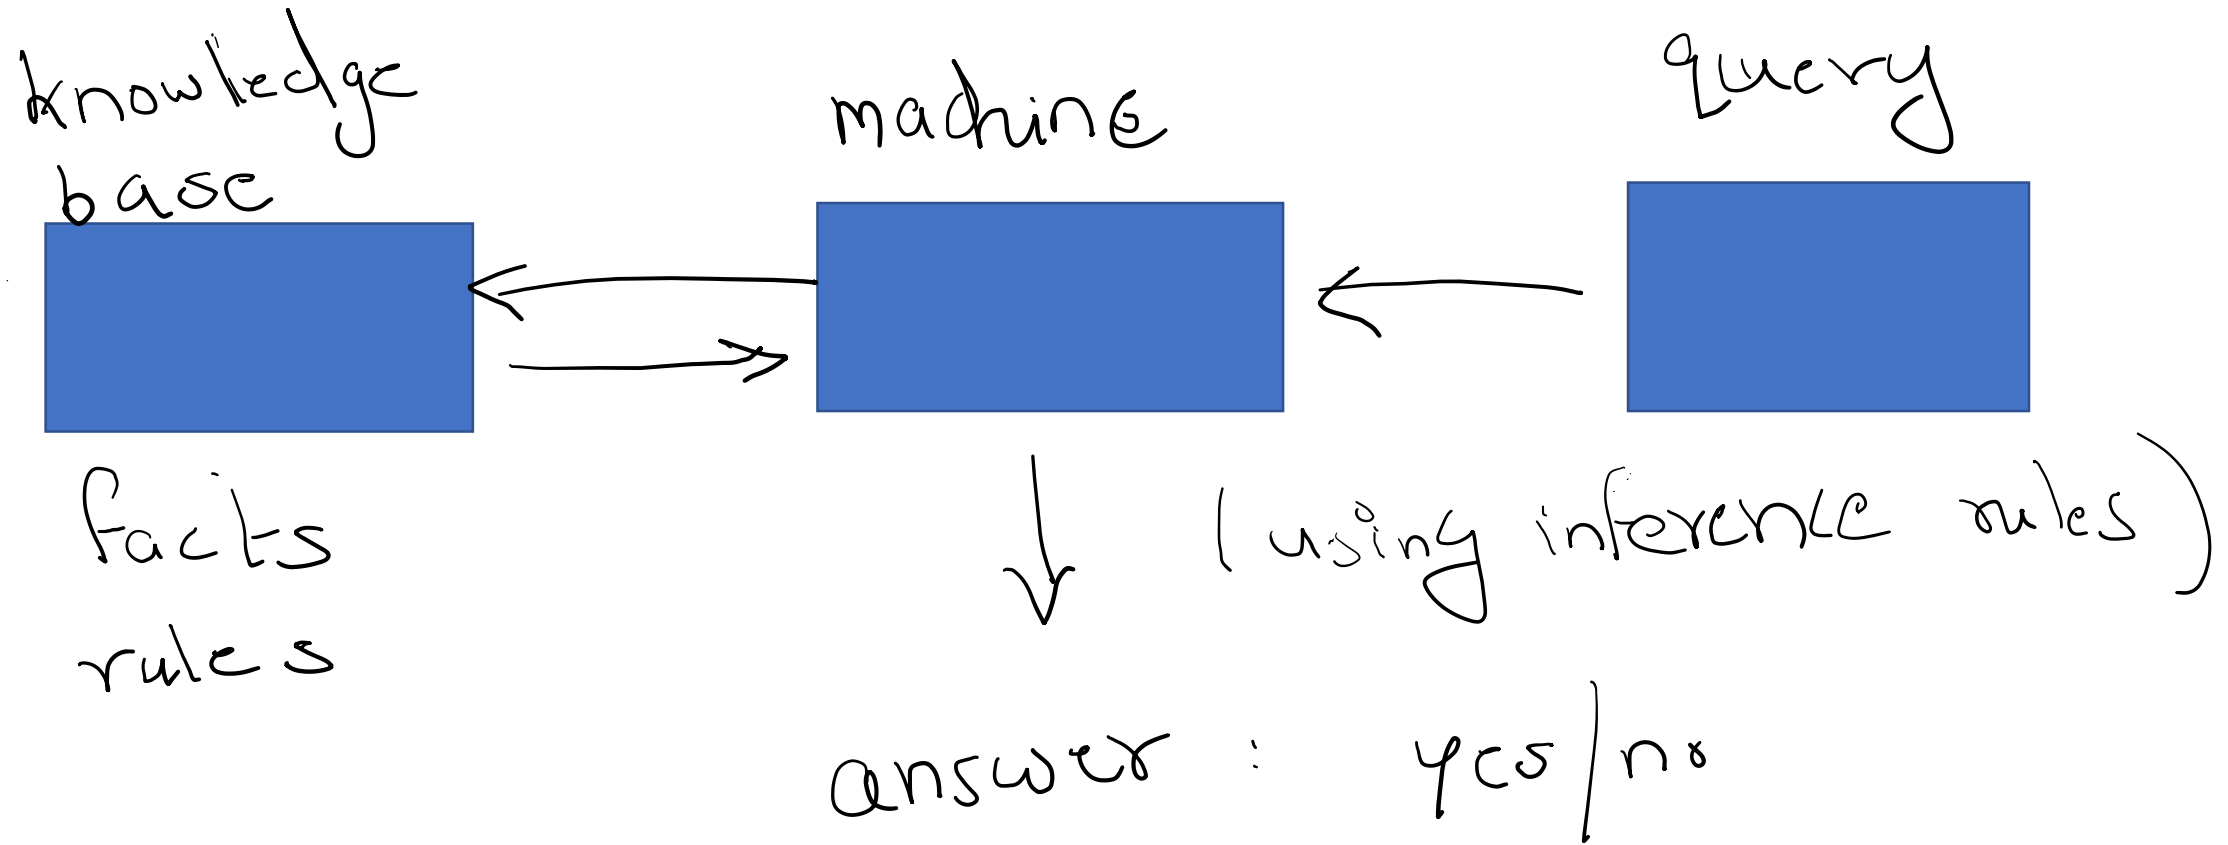 knowledge
base
machine
query
facts
rules
(using inference rules)
answer : yes/no